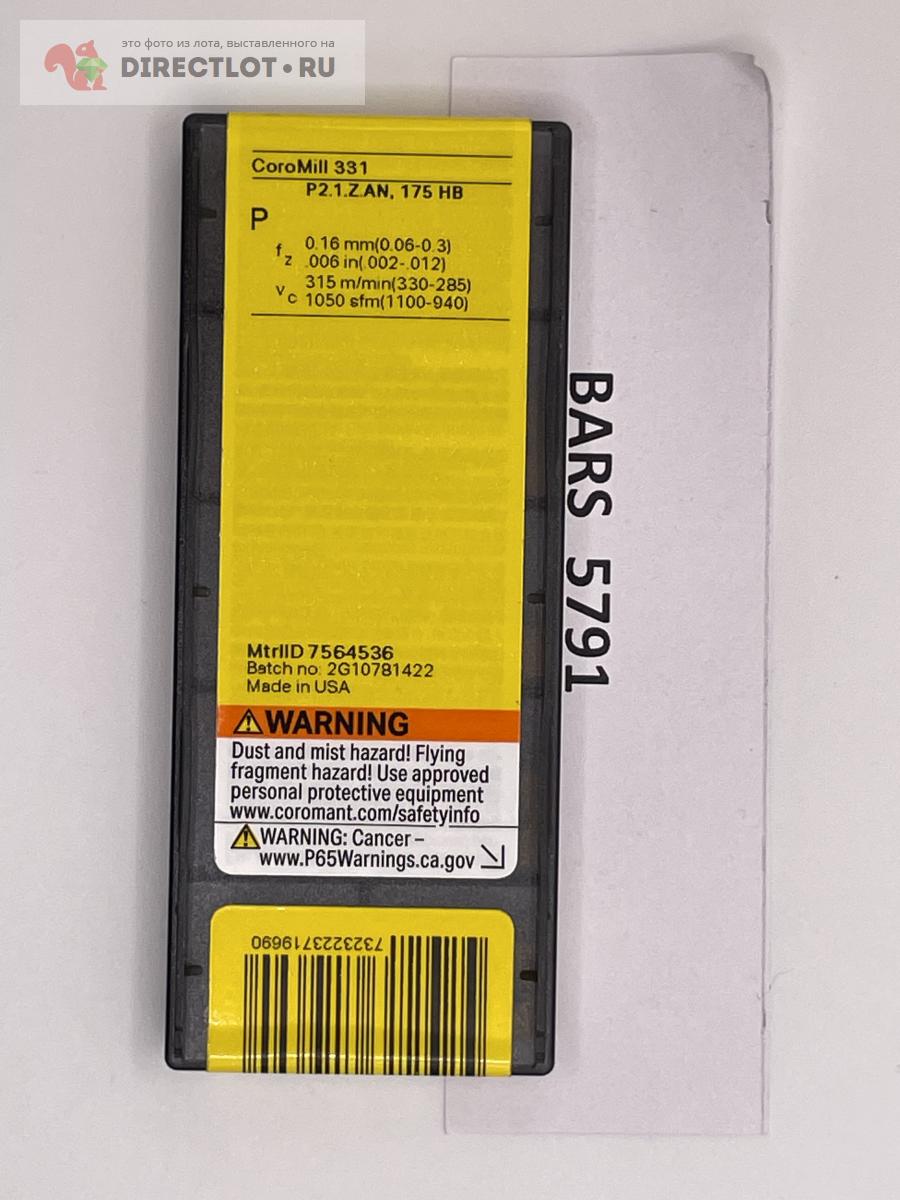 это фото из лота, выставленного на
DIRECTLOT.RU
CoroMill 331
P2.1.Z.AN, 175 HB
P
fz 0.16 mm(0.06-0.3)
.006 in(.002-.012)
vc 315 m/min(330-285)
1050 sfm(1100-940)
MtrlID 7564536
Batch no: 2G10781422
Made in USA
WARNING
Dust and mist hazard! Flying
fragment hazard! Use approved
personal protective equipment
www.coromant.com/safetyinfo
WARNING: Cancer –
www.P65Warnings.ca.gov
7323223719690
BARS 5791